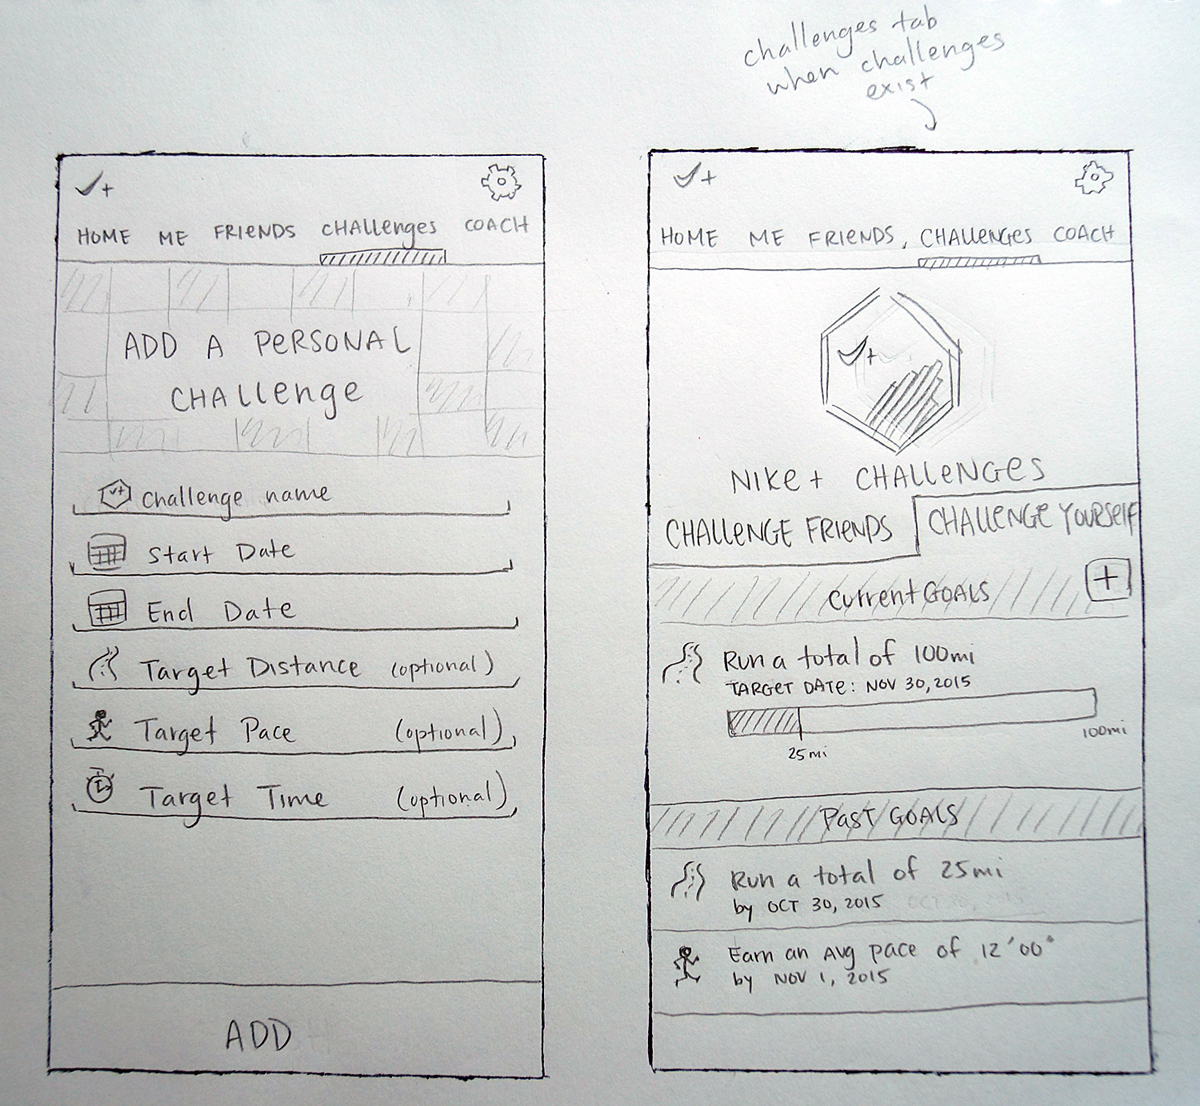 challenges tab
when challenges
exist
HOME ME FRIENDS CHALLENGES COACH
ADD A PERSONAL
CHALLENGE
challenge name
Start Date
End Date
Target Distance (optional)
Target Pace (optional)
Target Time (optional)
ADD
HOME ME FRIENDS, CHALLENGES COACH
NIKE + CHALLENGES
CHALLENGE FRIENDS CHALLENGE YOURSELF
Current GOALS +
Run a total of 100mi
TARGET DATE: NOV 30, 2015
25mi
100mi
Past GOALS
Run a total of 25mi
by OCT 30, 2015
Earn an Avg pace of 12'00"
by NOV 1, 2015